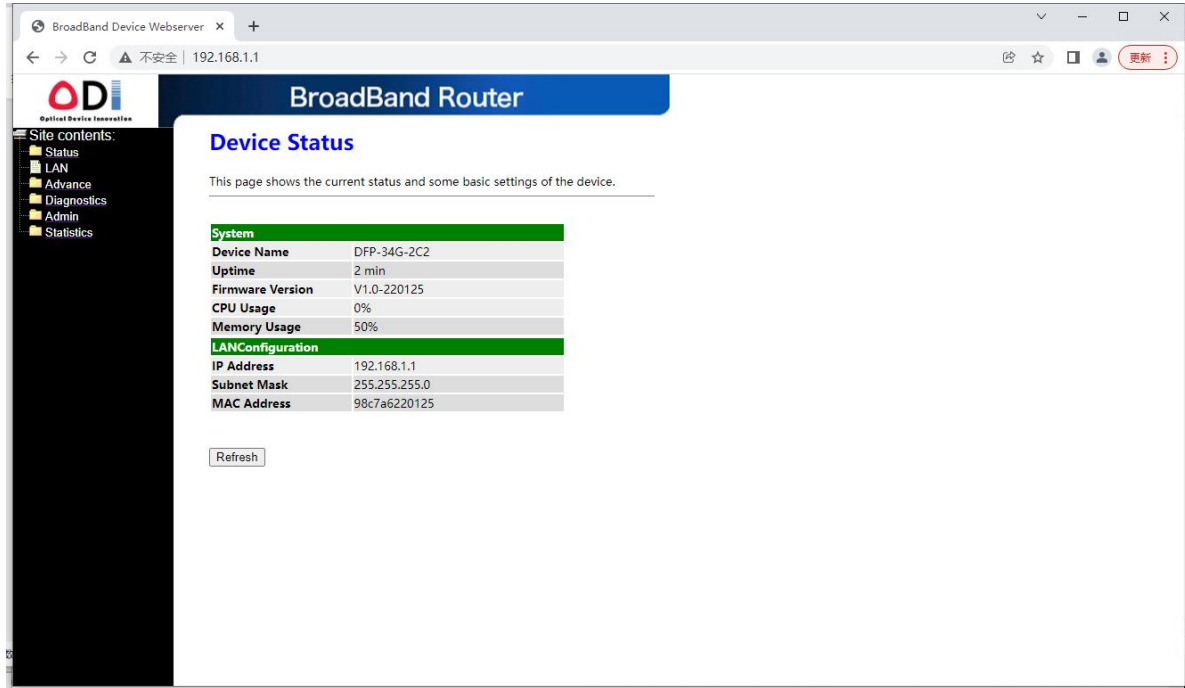 BroadBand Device Webserver
不安全 | 192.168.1.1
更新
ODI
Optical Device Innovation
BroadBand Router
Site contents:
Status
LAN
Advance
Diagnostics
Admin
Statistics
Device Status
This page shows the current status and some basic settings of the device.
System
Device Name DFP-34G-2C2
Uptime 2 min
Firmware Version V1.0-220125
CPU Usage 0%
Memory Usage 50%
LANConfiguration
IP Address 192.168.1.1
Subnet Mask 255.255.255.0
MAC Address 98c7a6220125
Refresh